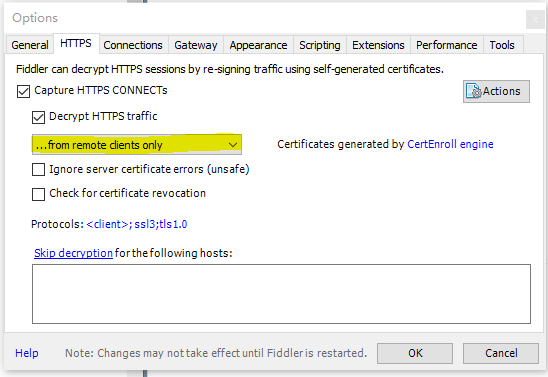 Options
General HTTPS Connections Gateway Appearance Scripting Extensions Performance Tools
Fiddler can decrypt HTTPS sessions by re-signing traffic using self-generated certificates.
Capture HTTPS CONNECTs
Actions
Decrypt HTTPS traffic
...from remote clients only
Certificates generated by CertEnroll engine
Ignore server certificate errors (unsafe)
Check for certificate revocation
Protocols: <client>;ssl3;tls1.0
Skip decryption for the following hosts:
Help Note: Changes may not take effect until Fiddler is restarted. OK Cancel